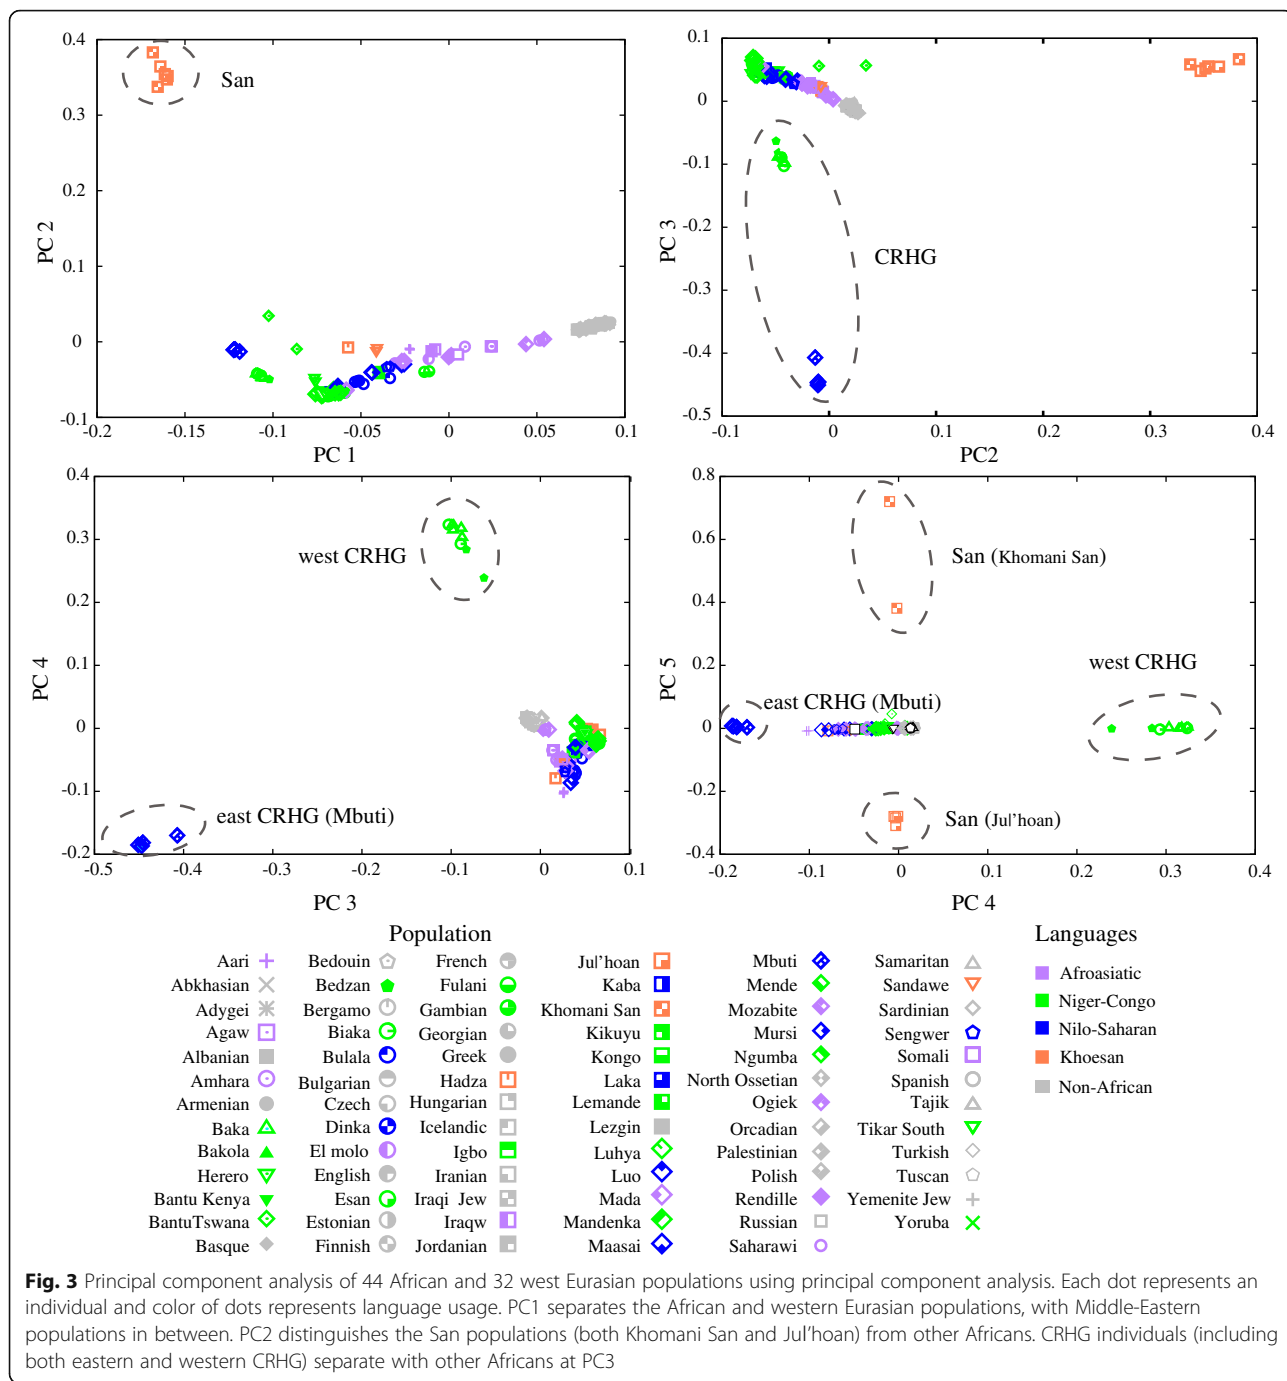 0.4
0.3
0.2
0.1
0
-0.1
-0.2
-0.15
-0.1
-0.05
0
0.05
0.1
PC 2
PC 1
San
0.1
0
-0.1
-0.2
-0.3
-0.4
-0.5
-0.1
0
0.1
0.2
0.3
0.4
PC 3
PC2
CRHG
0.4
0.3
0.2
0.1
0
-0.1
-0.2
-0.5
-0.4
-0.3
-0.2
-0.1
0
0.1
PC 4
PC 3
west CRHG
east CRHG (Mbuti)
0.8
0.6
0.4
0.2
0
-0.2
-0.4
-0.2
-0.1
0
0.1
0.2
0.3
0.4
PC 5
PC 4
San (Khomani San)
west CRHG
east CRHG (Mbuti)
San (Jul'hoan)
Population
Aari
Abkhasian
Adygei
Agaw
Albanian
Amhara
Armenian
Baka
Bakola
Herero
Bantu Kenya
BantuTswana
Basque
Bedouin
Bedzan
Bergamo
Biaka
Bulala
Bulgarian
Czech
Dinka
El molo
English
Esan
Estonian
Finnish
French
Fulani
Gambian
Georgian
Greek
Hadza
Hungarian
Icelandic
Igbo
Iranian
Iraqi Jew
Iraqw
Jordanian
Jul'hoan
Kaba
Khomani San
Kikuyu
Kongo
Laka
Lemande
Lezgin
Luhya
Luo
Mada
Mandenka
Maasai
Mbuti
Mende
Mozabite
Mursi
Ngumba
North Ossetian
Ogiek
Orcadian
Palestinian
Polish
Rendille
Russian
Saharawi
Samaritan
Sandawe
Sardinian
Sengwer
Somali
Spanish
Tajik
Tikar South
Turkish
Tuscan
Yemenite Jew
Yoruba
Languages
Afroasiatic
Niger-Congo
Nilo-Saharan
Khoesan
Non-African
Fig. 3 Principal component analysis of 44 African and 32 west Eurasian populations using principal component analysis. Each dot represents an
individual and color of dots represents language usage. PC1 separates the African and western Eurasian populations, with Middle-Eastern
populations in between. PC2 distinguishes the San populations (both Khomani San and Jul'hoan) from other Africans. CRHG individuals (including
both eastern and western CRHG) separate with other Africans at PC3